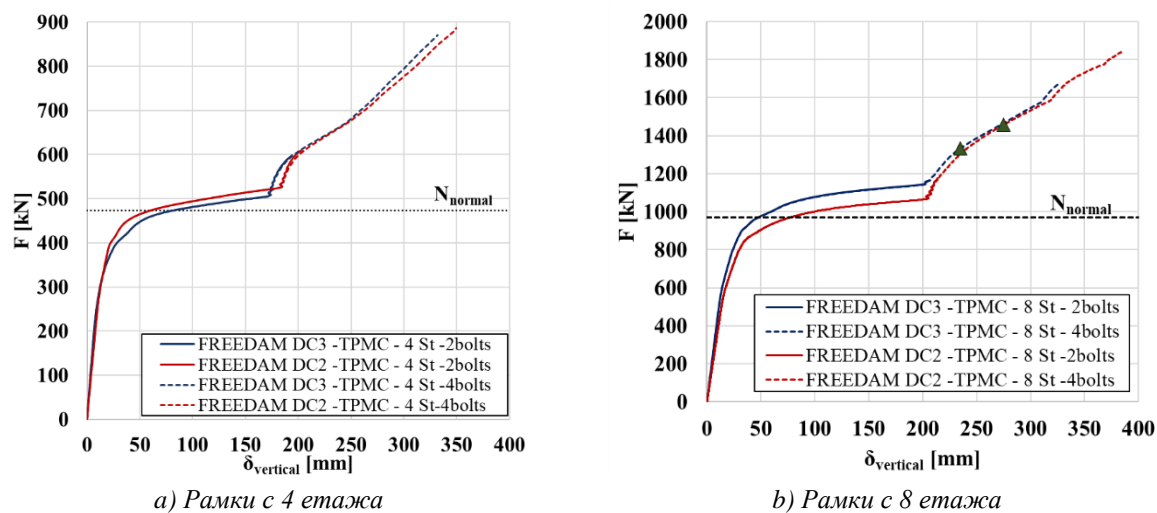 900
800
700
600
500
400
300
200
100
0
F [kN]
N_normal
FREEDAM DC3 -TPMC - 4 St -2bolts
FREEDAM DC2 -TPMC - 4 St -2bolts
FREEDAM DC3 -TPMC - 4 St-4bolts
FREEDAM DC2 -TPMC - 4 St-4bolts
0 50 100 150 200 250 300 350 400
δvertical [mm]
a) Рамки с 4 етажа
2000
1800
1600
1400
1200
1000
800
600
400
200
0
F [kN]
Nnormal
FREEDAM DC3 -TPMC - 8 St - 2bolts
FREEDAM DC3 -TPMC - 8 St - 4bolts
FREEDAM DC2 -TPMC - 8 St -2bolts
FREEDAM DC2 -TPMC - 8 St -4bolts
0 50 100 150 200 250 300 350 400
δvertical [mm]
b) Рамки с 8 етажа